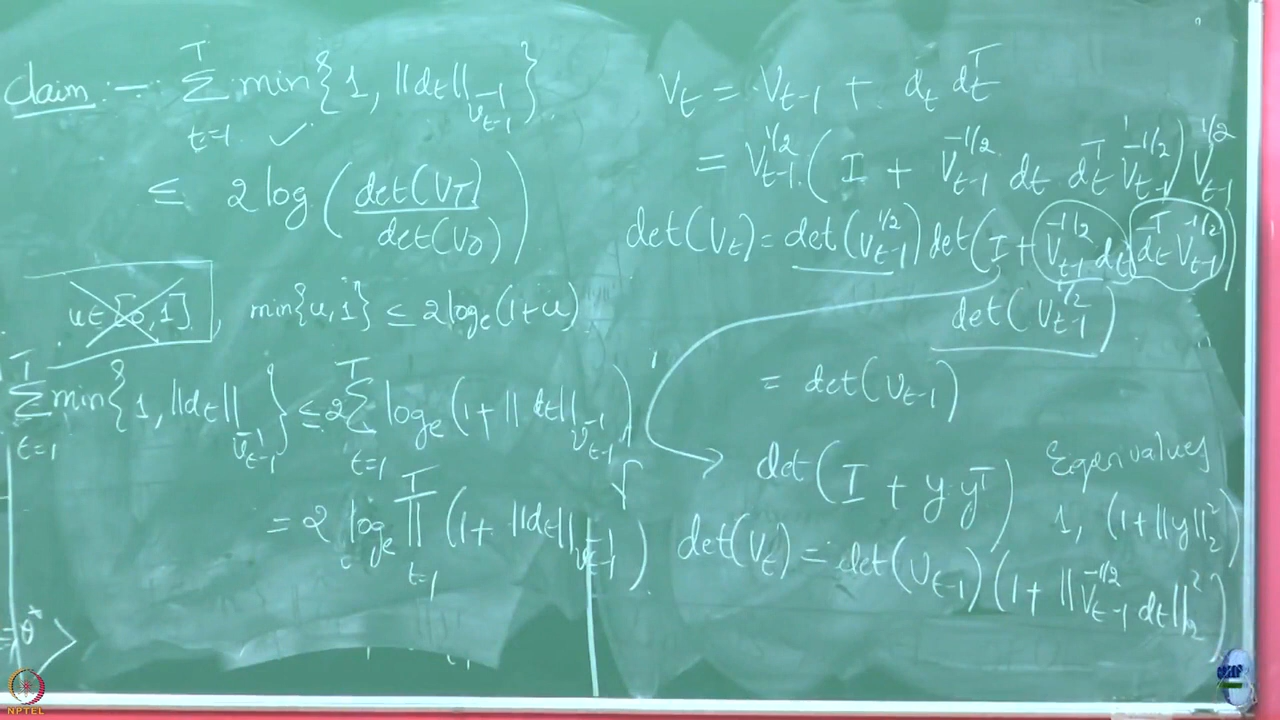 Claim :- \sum_{t=1}^{T} min{1, ||d_t||_{V_{t-1}^{-1}}} ✓
≤ 2 log ( det(V_T) / det(V_0) )
u ∈ [0,1] , min{u,1} ≤ 2 log_e (1+u)
\sum_{t=1}^{T} min{1, ||d_t||_{V_{t-1}^{-1}}} ≤ 2 \sum_{t=1}^{T} log_e (1 + ||d_t||_{V_{t-1}^{-1}})
= 2 log_e \prod_{t=1}^{T} (1 + ||d_t||_{V_{t-1}^{-1}})
= θ^*
V_t = V_{t-1} + d_t d_t^T
= V_{t-1}^{1/2} ( I + V_{t-1}^{-1/2} d_t d_t^T V_{t-1}^{-1/2} ) V_{t-1}^{1/2}
det(V_t) = det(V_{t-1}^{1/2}) det(I + V_{t-1}^{-1/2} d_t d_t^T V_{t-1}^{-1/2})
det(V_{t-1}^{1/2})
= det(V_{t-1})
det(I + y y^T) Eigenvalues
1, (1+||y||_2^2)
det(V_t) = det(V_{t-1}) (1 + ||V_{t-1}^{-1/2} d_t||_2^2)
NPTEL